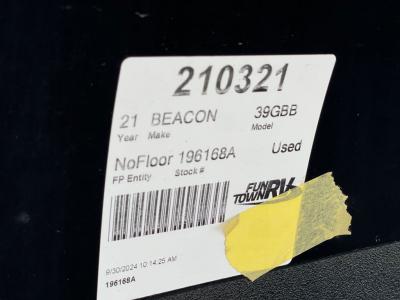 210321
21 BEACON 39GBB
Year Make Model
NoFloor 196168A Used
FP Entity Stock #
FUN TOWN RV
9/30/2024 10:14:25 AM
196168A